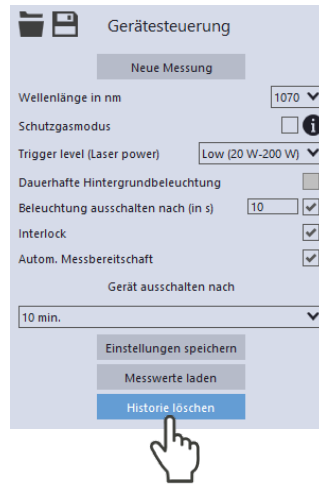 Gerätesteuerung
Neue Messung
Wellenlänge in nm 1070
Schutzgasmodus i
Trigger level (Laser power) Low (20 W-200 W)
Dauerhafte Hintergrundbeleuchtung
Beleuchtung ausschalten nach (in s) 10
Interlock
Autom. Messbereitschaft
Gerät ausschalten nach
10 min.
Einstellungen speichern
Messwerte laden
Historie löschen